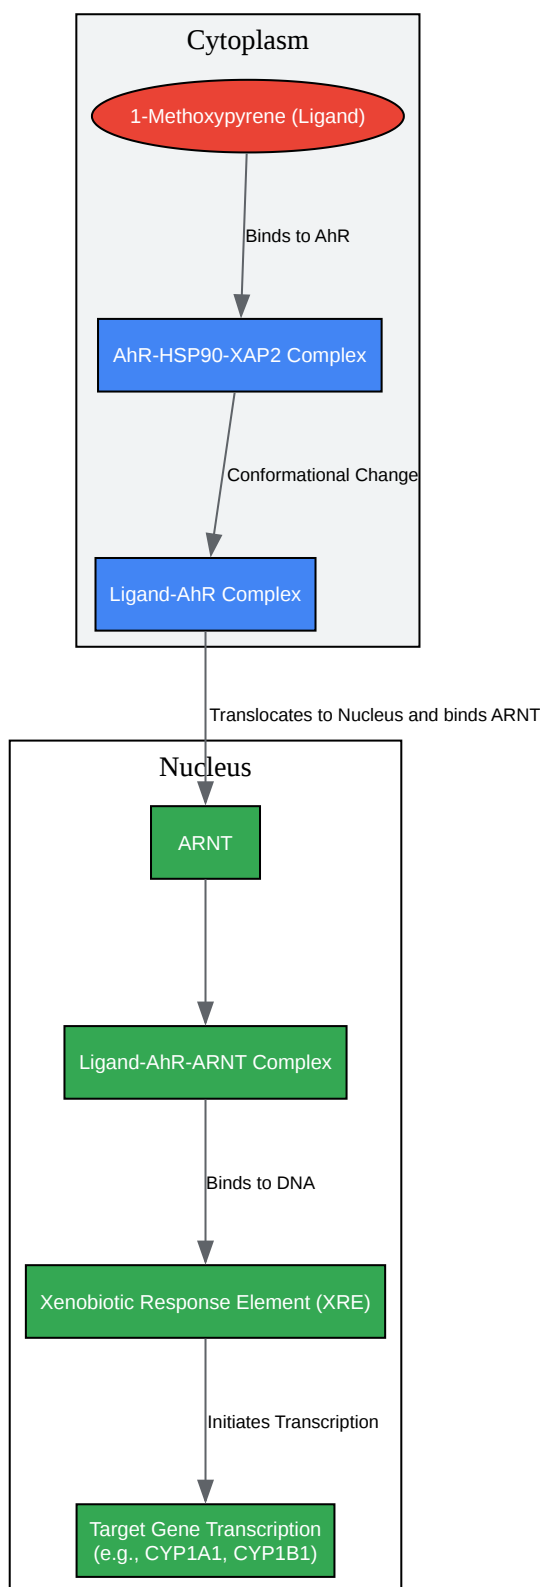 Cytoplasm
1-Methoxypyrene (Ligand)
Binds to AhR
AhR-HSP90-XAP2 Complex
Conformational Change
Ligand-AhR Complex
Translocates to Nucleus and binds ARNT
Nucleus
ARNT
Ligand-AhR-ARNT Complex
Binds to DNA
Xenobiotic Response Element (XRE)
Initiates Transcription
Target Gene Transcription
(e.g., CYP1A1, CYP1B1)